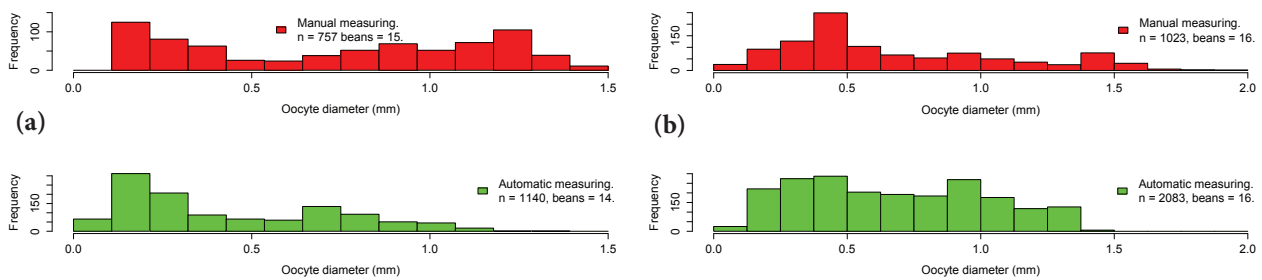 Frequency
0 100
Manual measuring.
n = 757 beans = 15.
0.0 0.5 1.0 1.5
Oocyte diameter (mm)
(a)
Frequency
0 150
Manual measuring.
n = 1023, beans = 16.
0.0 0.5 1.0 1.5 2.0
Oocyte diameter (mm)
(b)
Frequency
0 150
Automatic measuring.
n = 1140, beans = 14.
0.0 0.5 1.0 1.5
Oocyte diameter (mm)
Frequency
0 150
Automatic measuring.
n = 2083, beans = 16.
0.0 0.5 1.0 1.5 2.0
Oocyte diameter (mm)